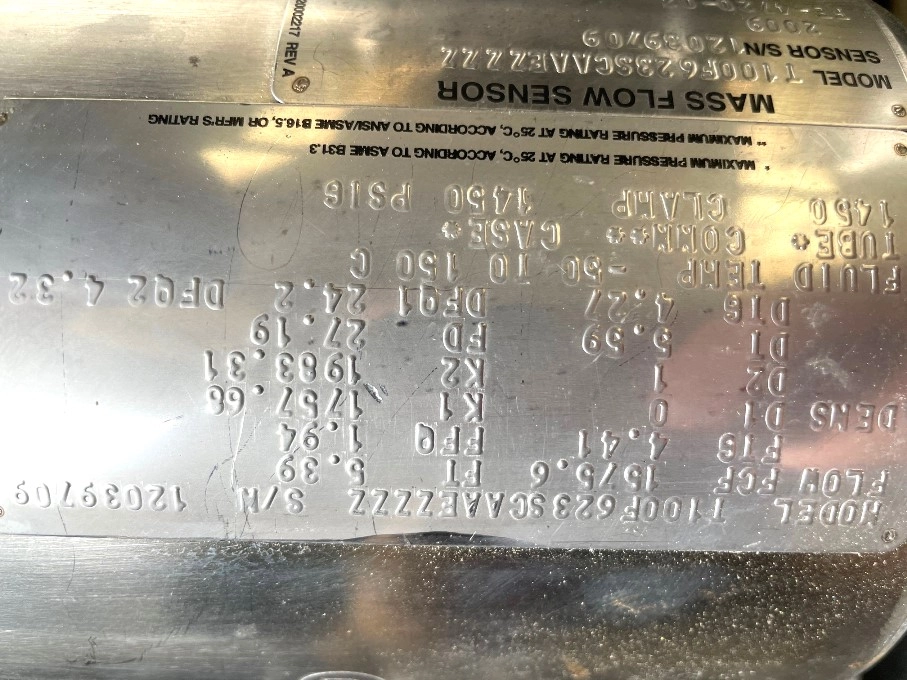 MODEL T100F623SCAAEZZZZ S/N 12039709
FLOW FCF 1575.6 FT 5.39
FTG 4.41 FFQ 1.94
DENS D1 0 K1 1757.66
D2 1 K2 1983.31
DT 5.59 FD 27.19
DTG 4.27 DFQ1 24.2 DFQ2 4.32
FLUID TEMP -50 TO 150 C
TUBE* CONN** CASE*
1450 CLAMP 1450 PSIG
* MAXIMUM PRESSURE RATING AT 25°C, ACCORDING TO ASME B31.3
** MAXIMUM PRESSURE RATING AT 25°C, ACCORDING TO ANSI/ASME B16.5, OR MFR'S RATING
MASS FLOW SENSOR
MODEL T100F623SCAAEZZZZ
SENSOR S/N 12039709
2009
REV A